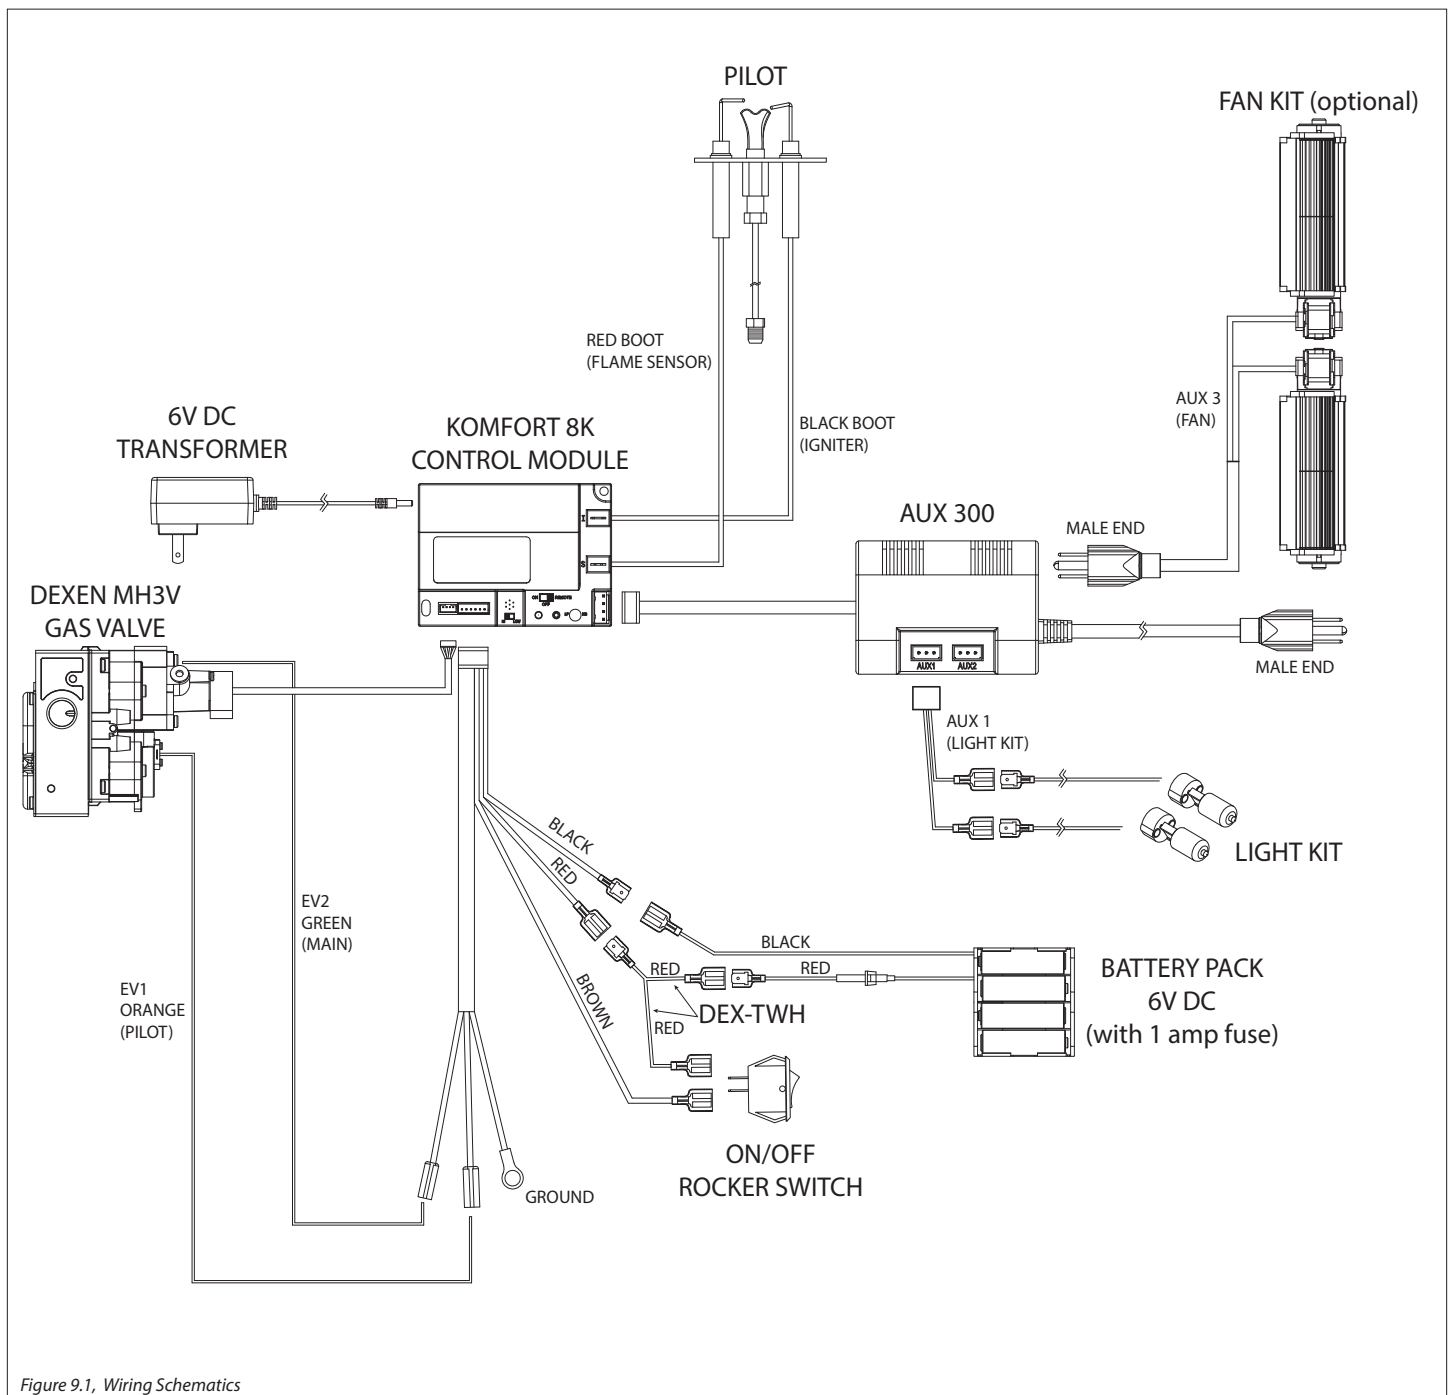 PILOT
FAN KIT (optional)
RED BOOT
(FLAME SENSOR)
BLACK BOOT
(IGNITER)
AUX 3
(FAN)
6V DC
TRANSFORMER
KOMFORT 8K
CONTROL MODULE
I
S
ON
OFF
REMOTE
AUX 300
MALE END
MALE END
AUX1
AUX2
DEXEN MH3V
GAS VALVE
AUX 1
(LIGHT KIT)
LIGHT KIT
BLACK
RED
BROWN
EV2
GREEN
(MAIN)
EV1
ORANGE
(PILOT)
BLACK
RED
RED
RED
DEX-TWH
BATTERY PACK
6V DC
(with 1 amp fuse)
ON/OFF
ROCKER SWITCH
GROUND
Figure 9.1, Wiring Schematics